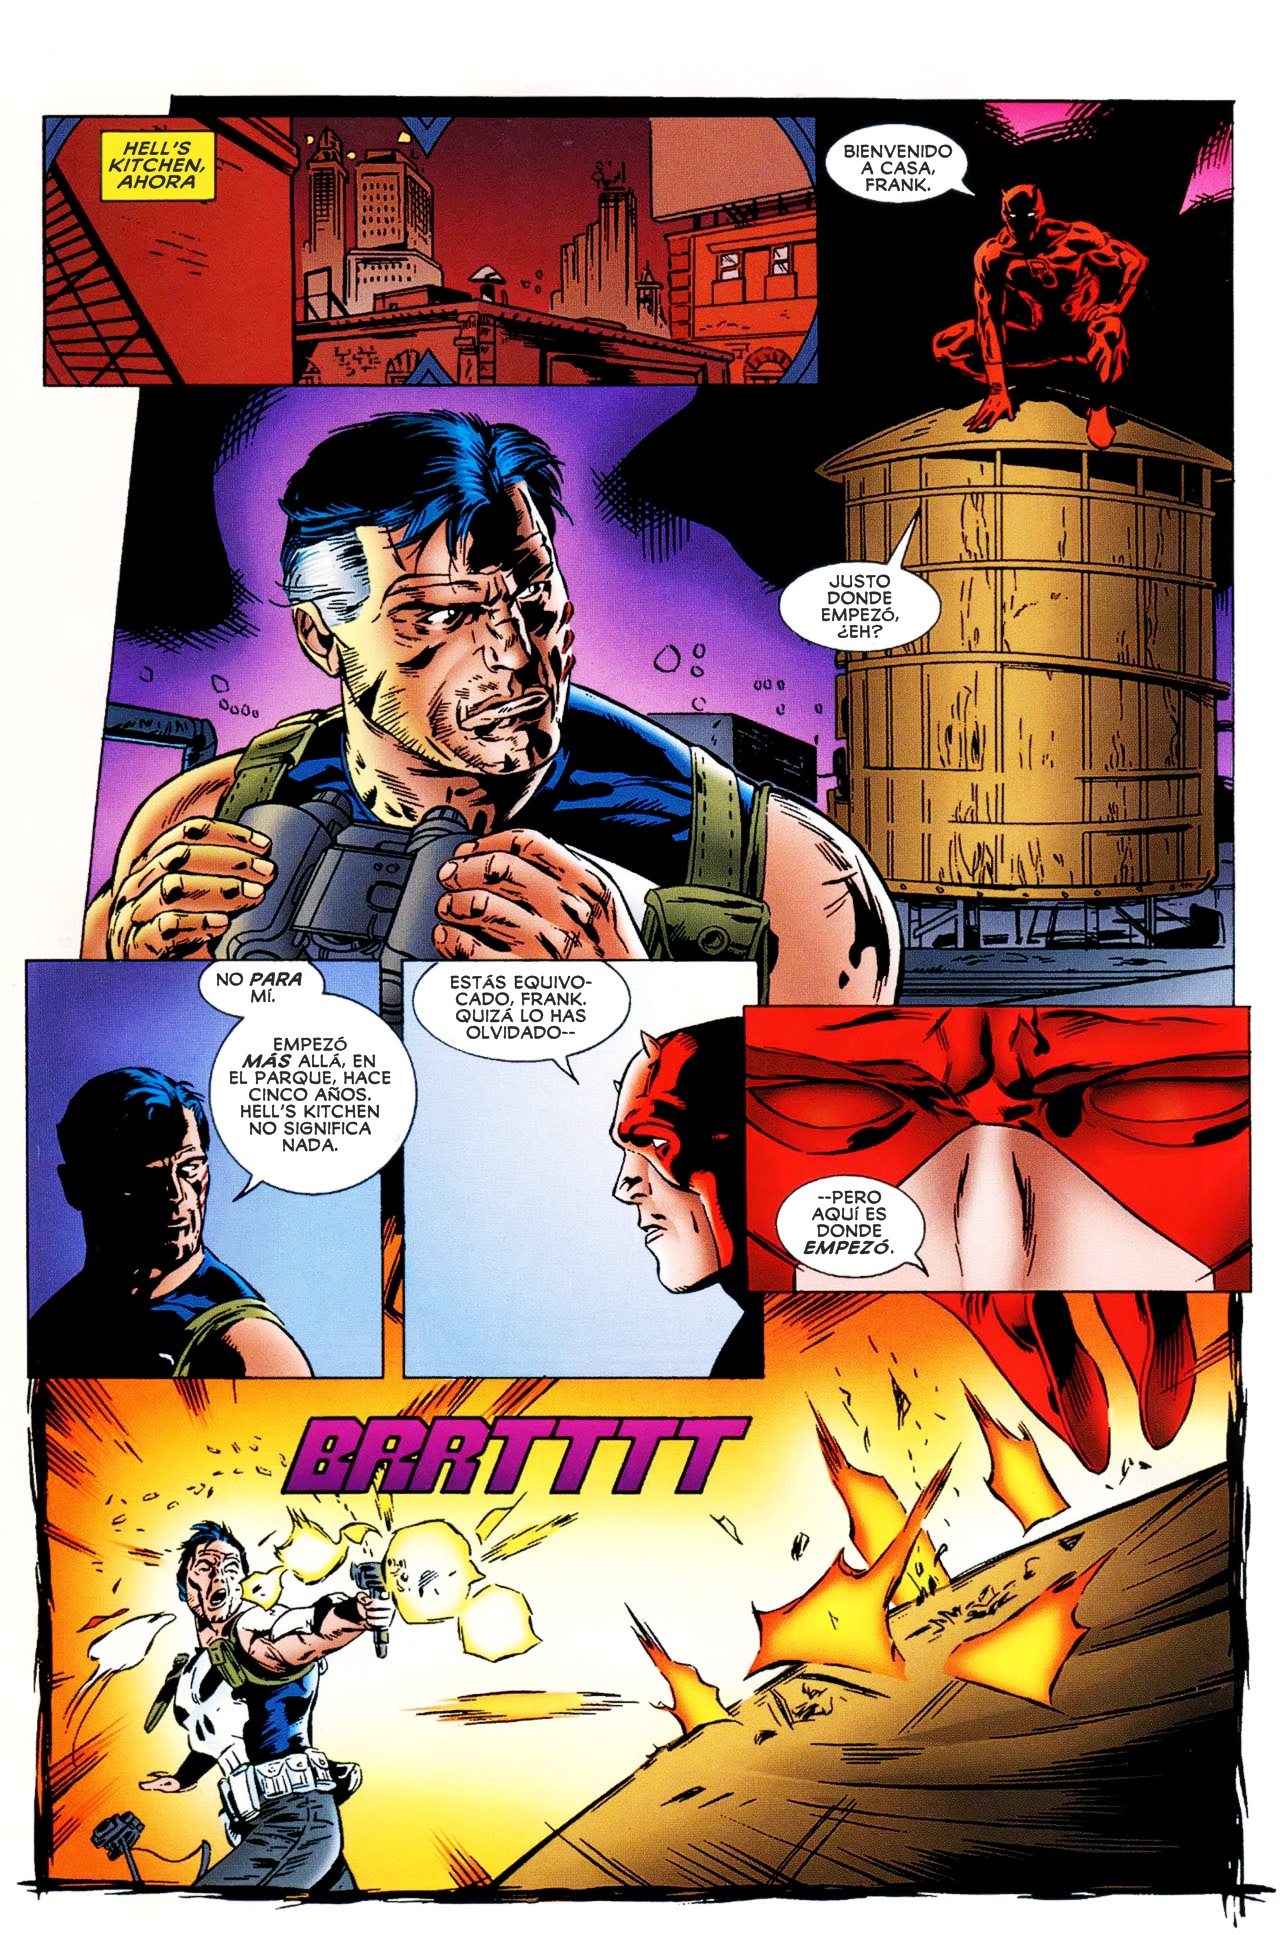 HELL'S
KITCHEN,
AHORA
BIENVENIDO
A CASA,
FRANK.
JUSTO
DONDE
EMPEZÓ,
¿EH?
NO PARA
MÍ.
EMPEZÓ
MÁS ALLÁ, EN
EL PARQUE, HACE
CINCO AÑOS.
HELL'S KITCHEN
NO SIGNIFICA
NADA.
ESTÁS EQUIVO-
CADO, FRANK.
QUIZÁ LO HAS
OLVIDADO--
--PERO
AQUÍ ES
DONDE
EMPEZÓ.
BRRTTTT